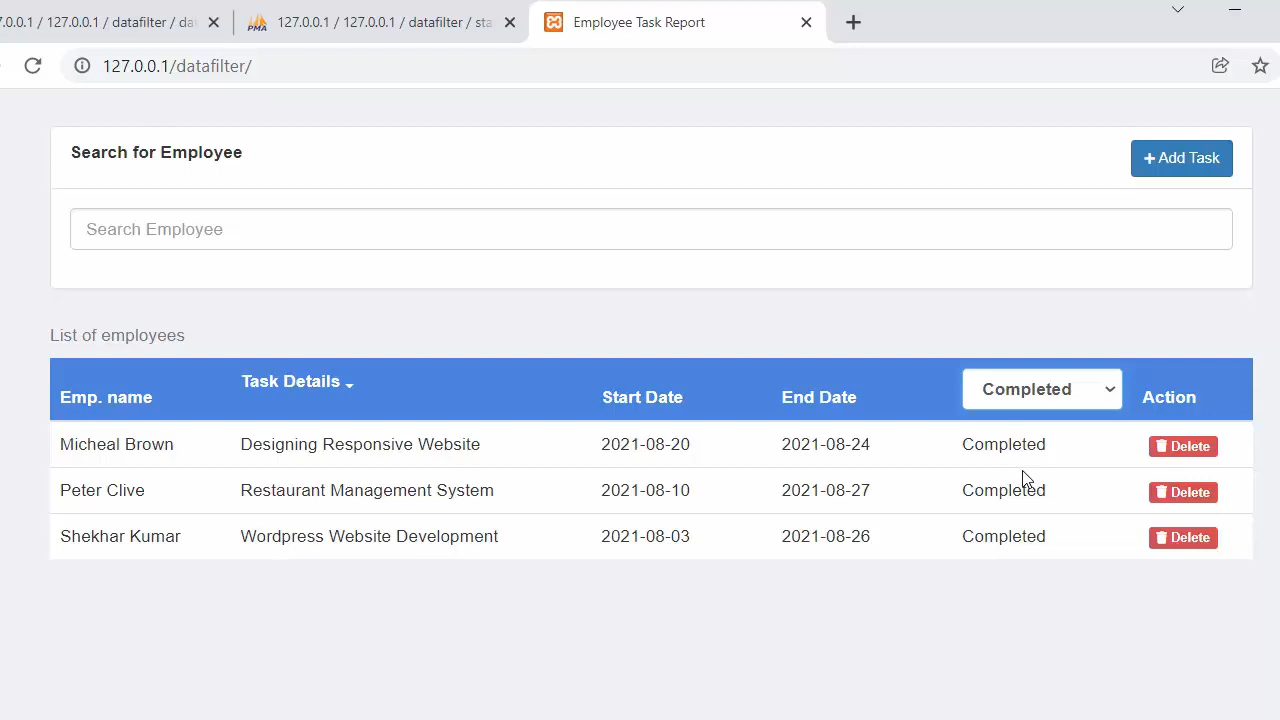 .0.1 / 127.0.0.1 / datafilter / da
PMA 127.0.0.1 / 127.0.0.1 / datafilter / sta
Employee Task Report
127.0.0.1/datafilter/
Search for Employee
Add Task
Search Employee
List of employees
Emp. name Task Details Start Date End Date Completed Action
Micheal Brown Designing Responsive Website 2021-08-20 2021-08-24 Completed Delete
Peter Clive Restaurant Management System 2021-08-10 2021-08-27 Completed Delete
Shekhar Kumar Wordpress Website Development 2021-08-03 2021-08-26 Completed Delete